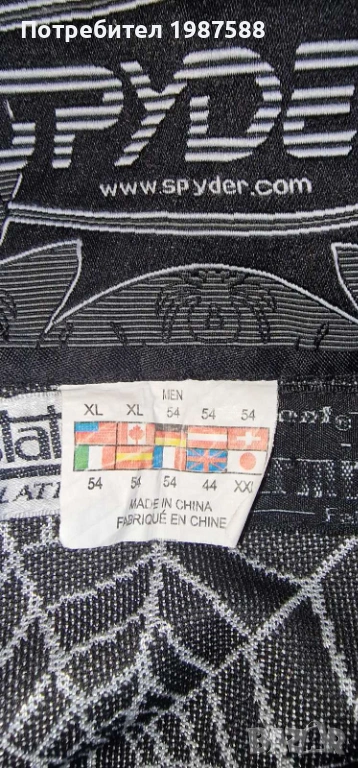 Потребител 1987588
SPYDE
www.spyder.com
MEN
XL XL 54 54 54
54 54 54 44 XXL
MADE IN CHINA
FABRIQUÉ EN CHINE